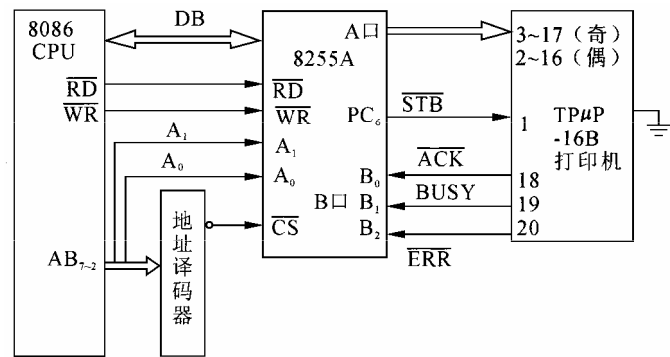 8086
CPU
DB
A口
8255A
3~17（奇）
2~16（偶）
RD
RD
WR
WR
PC6
STB
1
TPμP
-16B
打印机
A1
A1
A0
A0
ACK
B0
18
B口
B1
BUSY
19
B2
20
ERR
CS
地址译码器
AB7~2